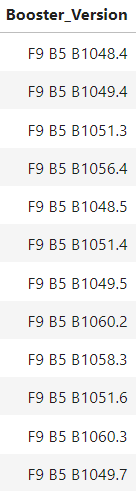 Booster_Version
F9 B5 B1048.4
F9 B5 B1049.4
F9 B5 B1051.3
F9 B5 B1056.4
F9 B5 B1048.5
F9 B5 B1051.4
F9 B5 B1049.5
F9 B5 B1060.2
F9 B5 B1058.3
F9 B5 B1051.6
F9 B5 B1060.3
F9 B5 B1049.7